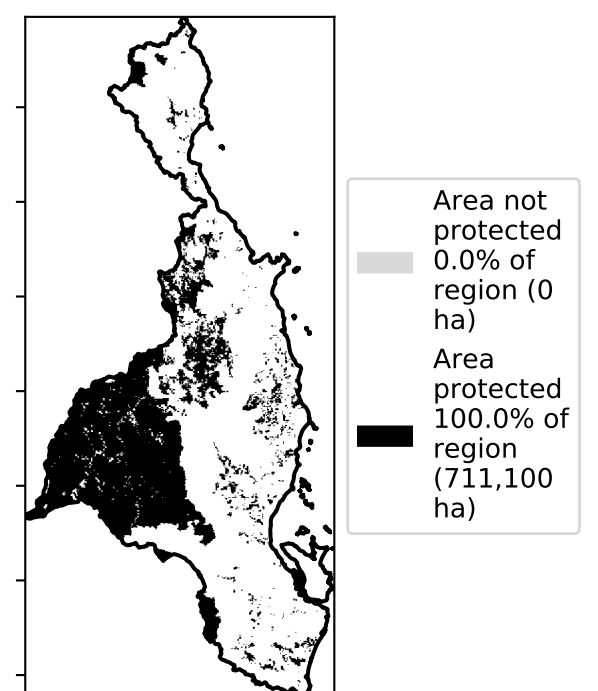 Area not
protected
0.0% of
region (0
ha)
Area
protected
100.0% of
region
(711,100
ha)